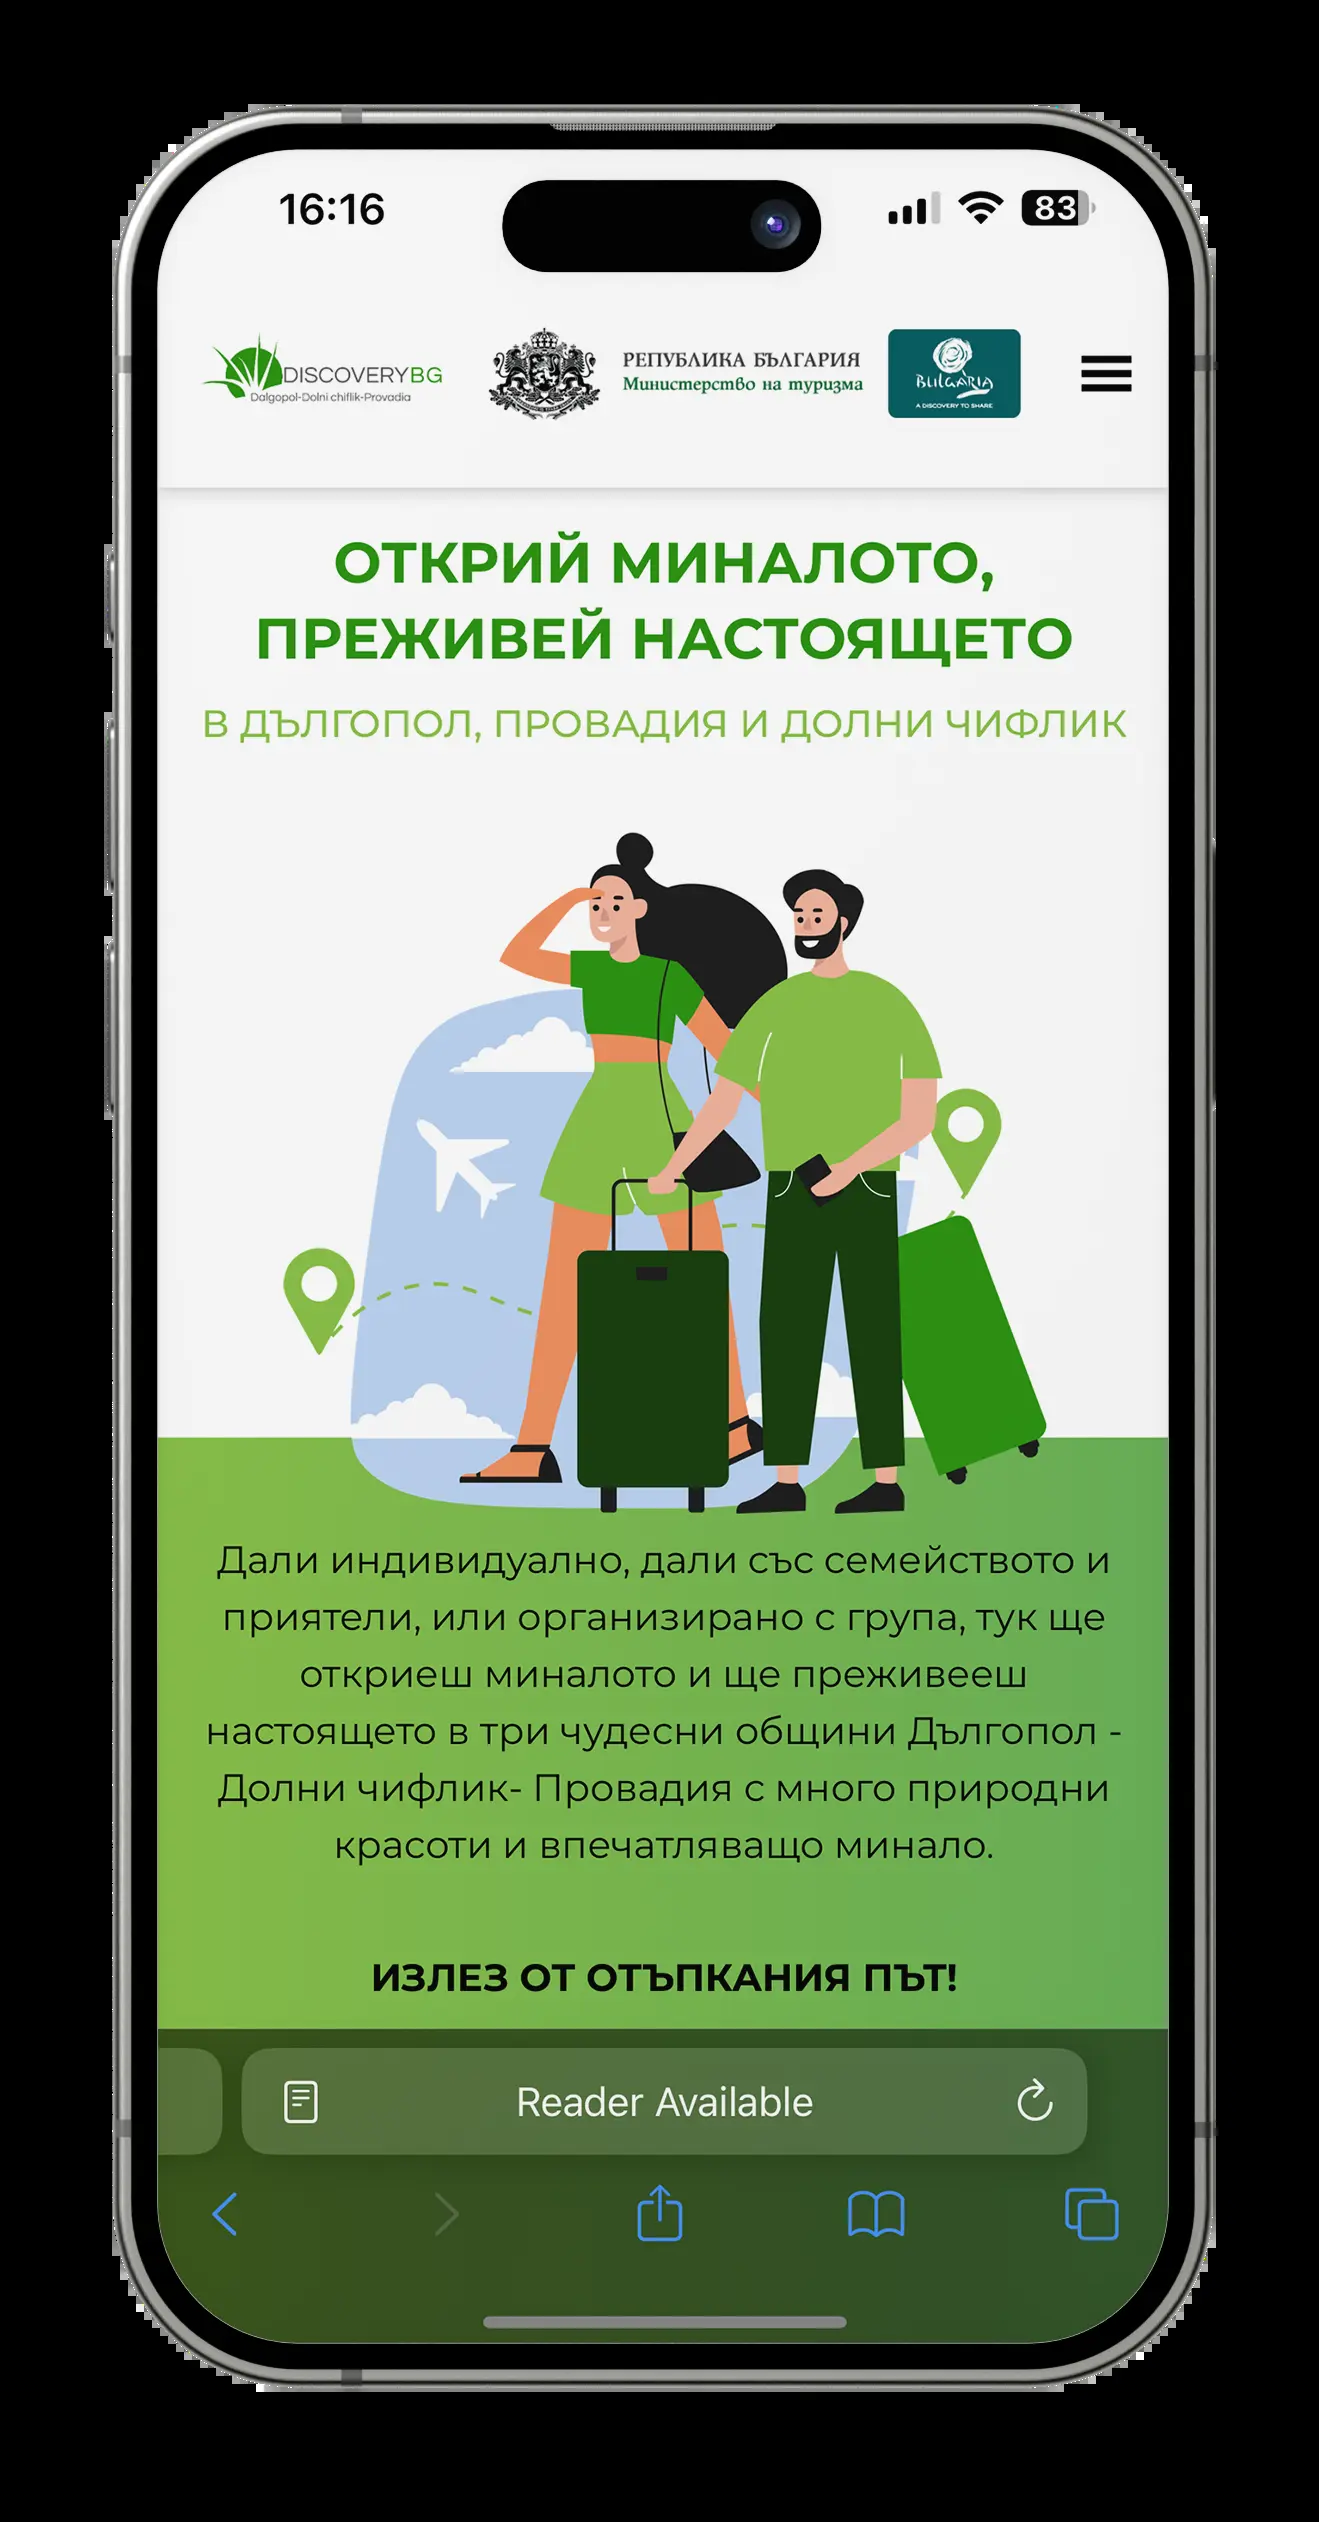 16:16
83
DISCOVERYBG
Dalgopol-Dolni chiflik-Provadia
РЕПУБЛИКА БЪЛГАРИЯ
Министерство на туризма
BULGARIA
A DISCOVERY TO SHARE
ОТКРИЙ МИНАЛОТО,
ПРЕЖИВЕЙ НАСТОЯЩЕТО
В ДЪЛГОПОЛ, ПРОВАДИЯ И ДОЛНИ ЧИФЛИК
Дали индивидуално, дали със семейството и
приятели, или организирано с група, тук ще
откриеш миналото и ще преживееш
настоящето в три чудесни общини Дългопол -
Долни чифлик- Провадия с много природни
красоти и впечатляващо минало.
ИЗЛЕЗ ОТ ОТЪПКАНИЯ ПЪТ!
Reader Available